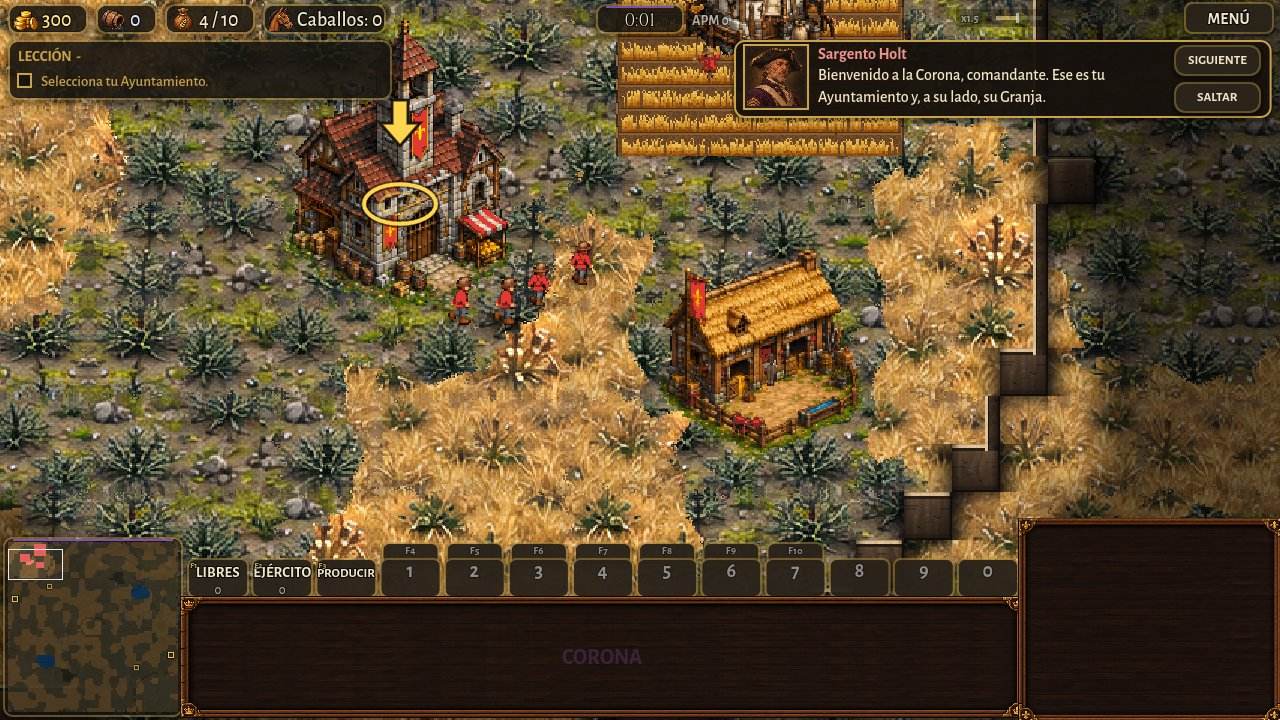 300
0
4/10
Caballos: 0
0:01
APM 0
x1.5
MENÚ
LECCIÓN -
Selecciona tu Ayuntamiento.
Sargento Holt
Bienvenido a la Corona, comandante. Ese es tu
Ayuntamiento y, a su lado, su Granja.
SIGUIENTE
SALTAR
LIBRES
0
EJÉRCITO
0
PRODUCIR
F4
1
F5
2
F6
3
F7
4
F8
5
F9
6
F10
7
8
9
0
CORONA